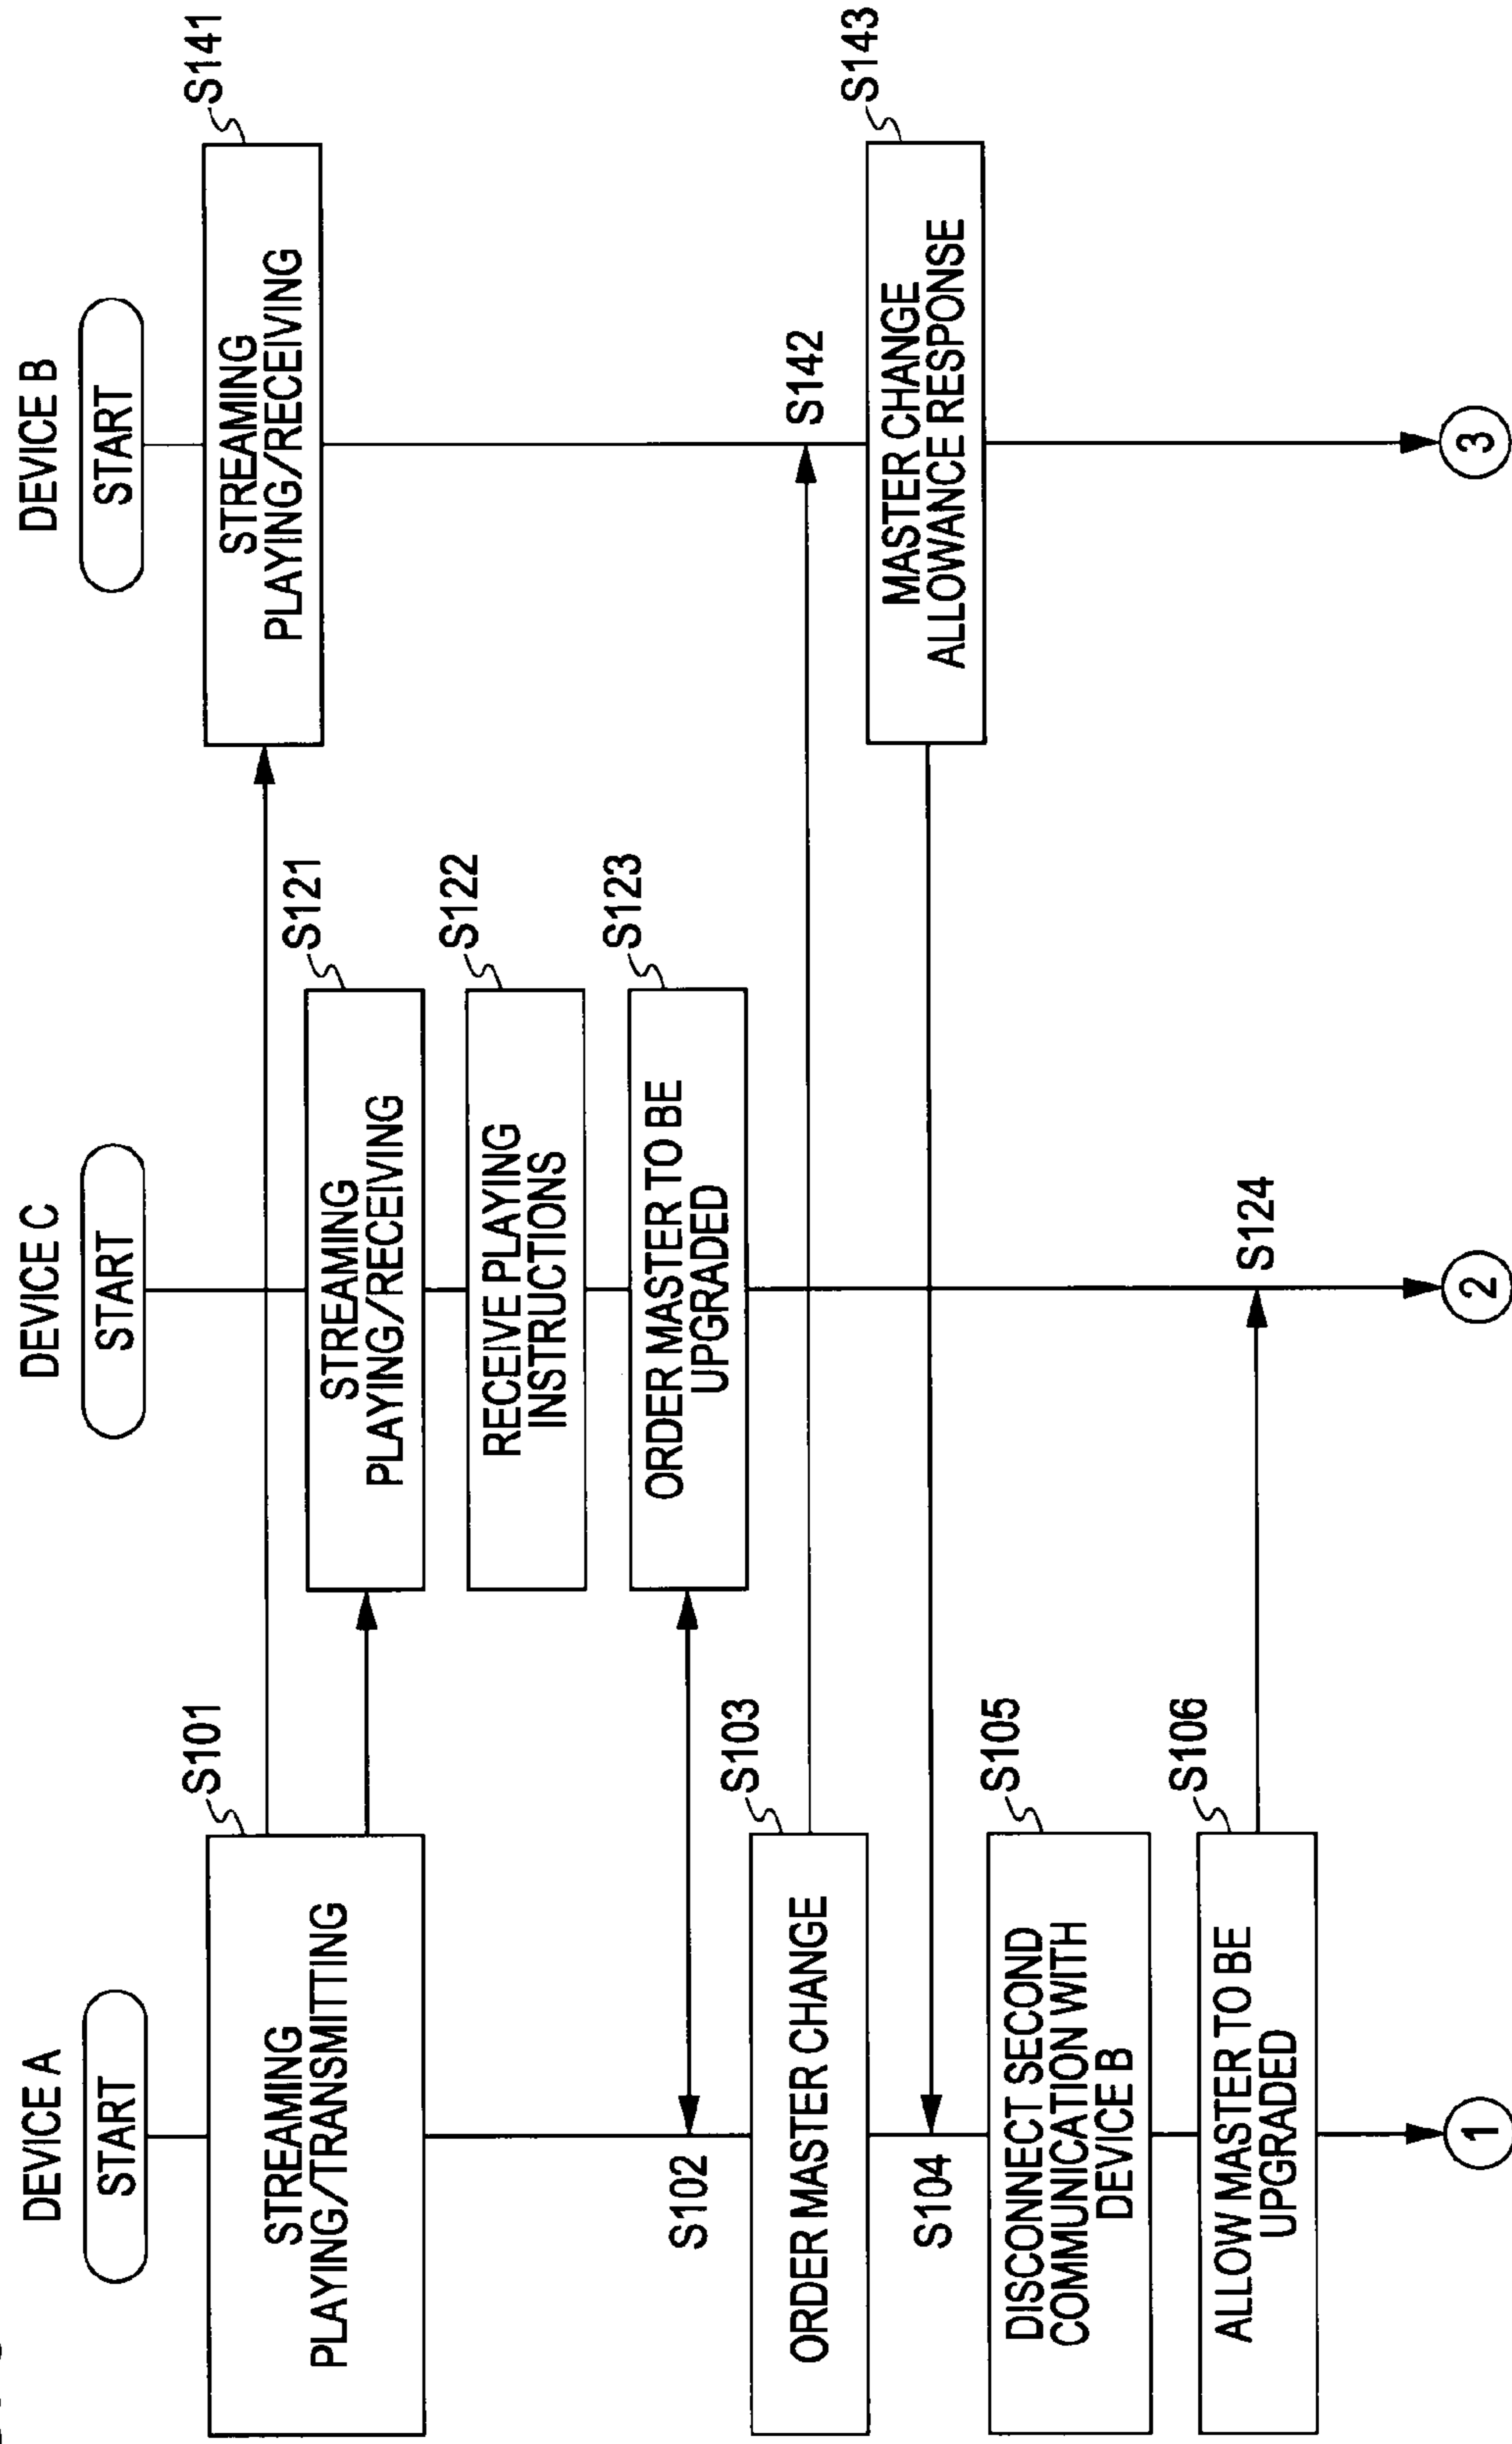 DEVICE A
START
S101
STREAMING
PLAYING/TRANSMITTING
S102
S103
ORDER MASTER CHANGE
S104
S105
DISCONNECT SECOND
COMMUNICATION WITH
DEVICE B
S106
ALLOW MASTER TO BE
UPGRADED
1
DEVICE C
START
S121
STREAMING
PLAYING/RECEIVING
S122
RECEIVE PLAYING
INSTRUCTIONS
S123
ORDER MASTER TO BE
UPGRADED
S124
2
DEVICE B
START
S141
STREAMING
PLAYING/RECEIVING
S142
S143
MASTER CHANGE
ALLOWANCE RESPONSE
3